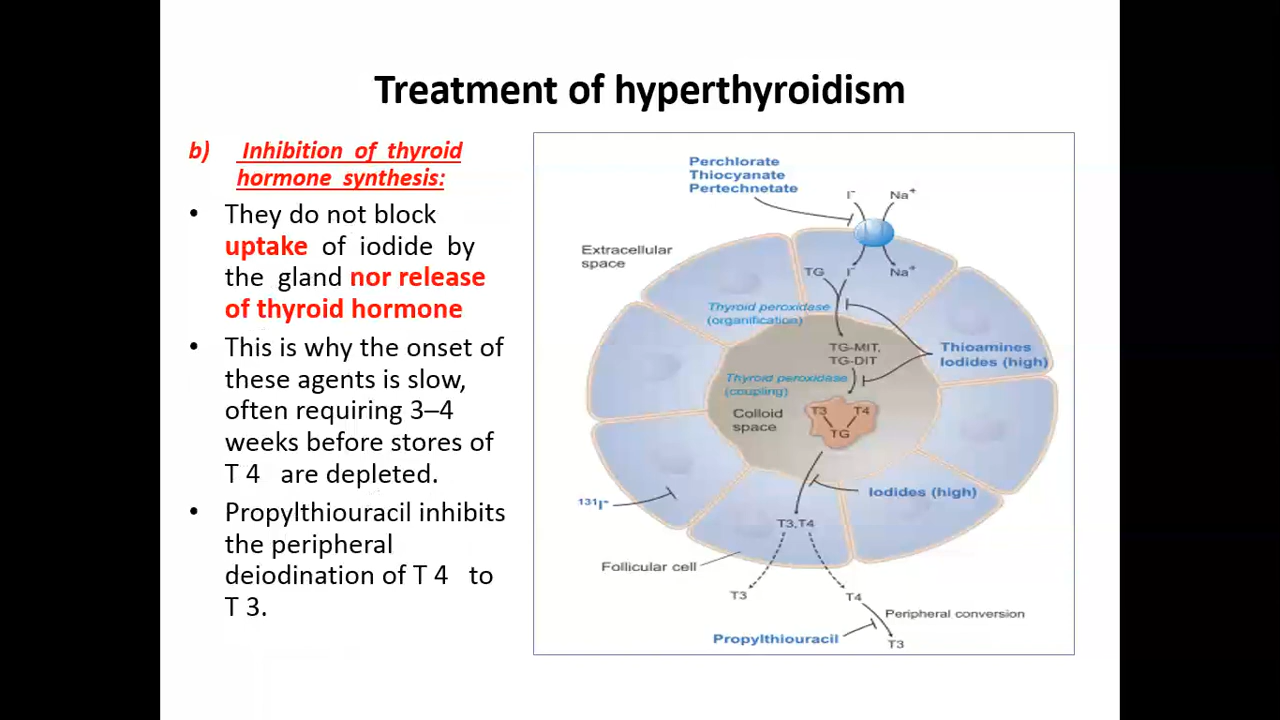 Treatment of hyperthyroidism
b) Inhibition of thyroid
hormone synthesis:
• They do not block
uptake of iodide by
the gland nor release
of thyroid hormone
• This is why the onset of
these agents is slow,
often requiring 3–4
weeks before stores of
T 4 are depleted.
• Propylthiouracil inhibits
the peripheral
deiodination of T 4 to
T 3.
Perchlorate
Thiocyanate
Pertechnetate
I⁻ Na⁺
Extracellular
space
TG I⁻ Na⁺
Thyroid peroxidase
(organification)
TG-MIT,
TG-DIT
Thioamines
Iodides (high)
Thyroid peroxidase
(coupling)
Colloid
space
T3 T4
TG
Iodides (high)
¹³¹I*
T3,T4
Follicular cell
T3
T4
Peripheral conversion
Propylthiouracil
T3